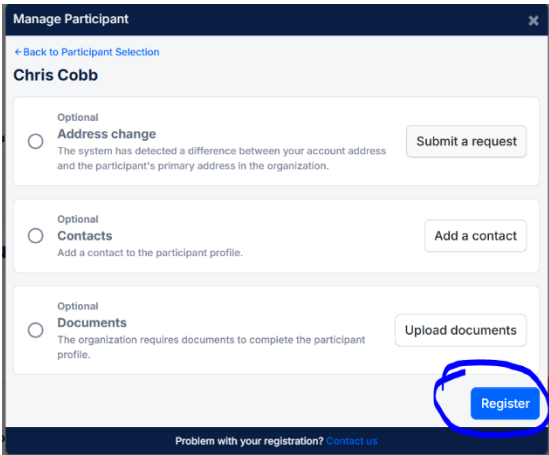 Manage Participant
←Back to Participant Selection
Chris Cobb
Optional
Address change
The system has detected a difference between your account address
and the participant's primary address in the organization.
Submit a request
Optional
Contacts
Add a contact to the participant profile.
Add a contact
Optional
Documents
The organization requires documents to complete the participant
profile.
Upload documents
Register
Problem with your registration? Contact us